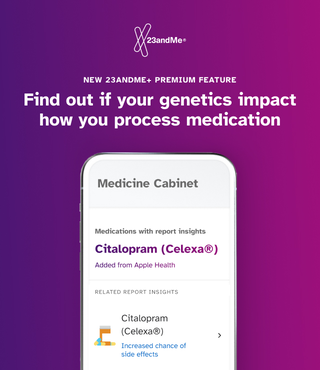 23andMe®
NEW 23ANDME+ PREMIUM FEATURE
Find out if your genetics impact
how you process medication
Medicine Cabinet
Medications with report insights
Citalopram (Celexa®)
Added from Apple Health
RELATED REPORT INSIGHTS
Citalopram
(Celexa®)
Increased chance of
side effects